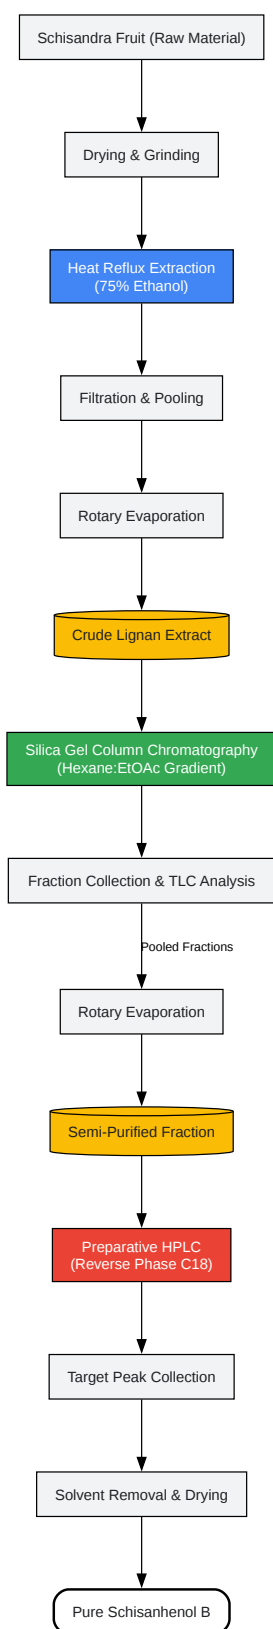 Schisandra Fruit (Raw Material)
Drying & Grinding
Heat Reflux Extraction
(75% Ethanol)
Filtration & Pooling
Rotary Evaporation
Crude Lignan Extract
Silica Gel Column Chromatography
(Hexane:EtOAc Gradient)
Fraction Collection & TLC Analysis
Pooled Fractions
Rotary Evaporation
Semi-Purified Fraction
Preparative HPLC
(Reverse Phase C18)
Target Peak Collection
Solvent Removal & Drying
Pure Schisanhenol B